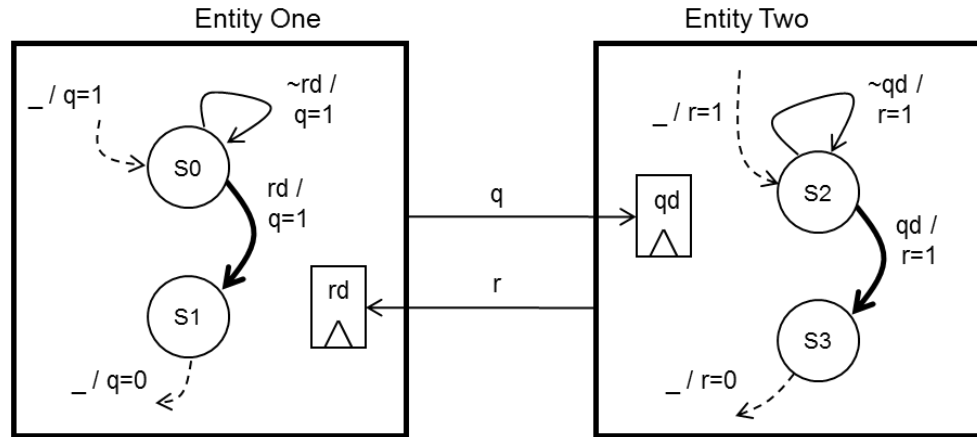 Entity One
Entity Two
_ / q=1
~rd /
q=1
S0
rd /
q=1
S1
rd
_ / q=0
q
r
_ / r=1
~qd /
r=1
qd
S2
qd /
r=1
S3
_ / r=0